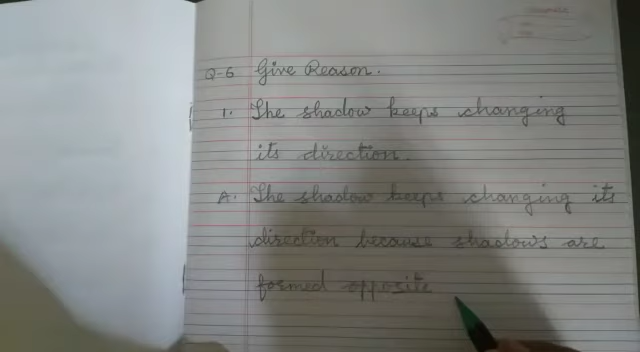 Q-6 Give Reason.
1. The shadow keeps changing
its direction.
A. The shadow keeps changing its
direction because shadows are
formed opposite